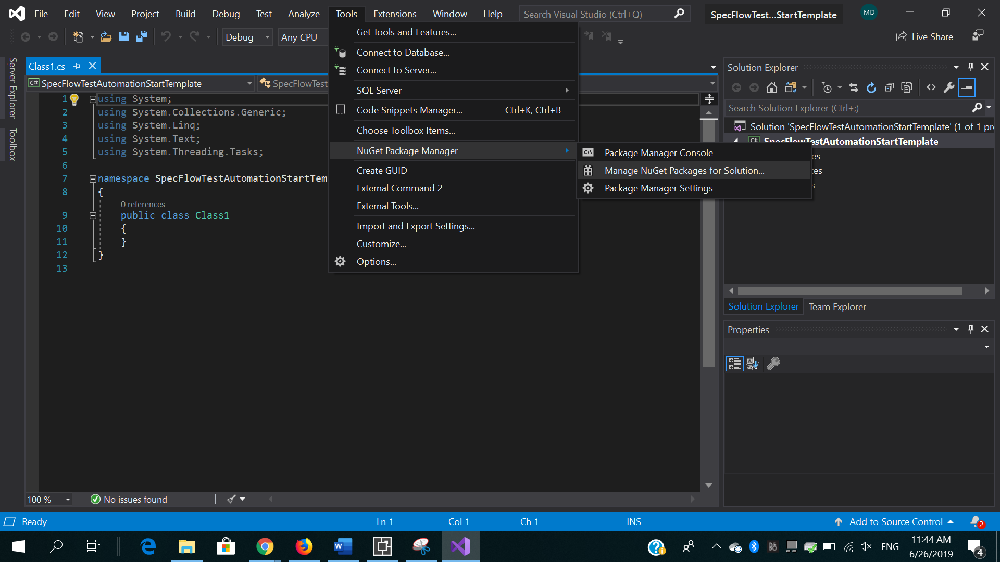 File Edit View Project Build Debug Test Analyze Tools Extensions Window Help Search Visual Studio (Ctrl+Q) SpecFlowTest...StartTemplate MD
Debug Any CPU Live Share
Get Tools and Features...
Connect to Database...
Connect to Server...
SQL Server
Code Snippets Manager... Ctrl+K, Ctrl+B
Choose Toolbox Items...
NuGet Package Manager
Create GUID
External Command 2
External Tools...
Import and Export Settings...
Customize...
Options...
Package Manager Console
Manage NuGet Packages for Solution...
Package Manager Settings
Server Explorer
Toolbox
Class1.cs
C# SpecFlowTestAutomationStartTemplate SpecFlowTest
1 using System;
2 using System.Collections.Generic;
3 using System.Linq;
4 using System.Text;
5 using System.Threading.Tasks;
6
7 namespace SpecFlowTestAutomationStartTemp
8 {
0 references
9 public class Class1
10 {
11 }
12 }
13
100 % No issues found
Solution Explorer
Search Solution Explorer (Ctrl+;)
Solution 'SpecFlowTestAutomationStartTemplate' (1 of 1 pro
SpecFlowTestAutomationStartTemplate
es
ces
s
Solution Explorer Team Explorer
Properties
Ready Ln 1 Col 1 Ch 1 INS Add to Source Control 2
ENG 11:44 AM
6/26/2019 4